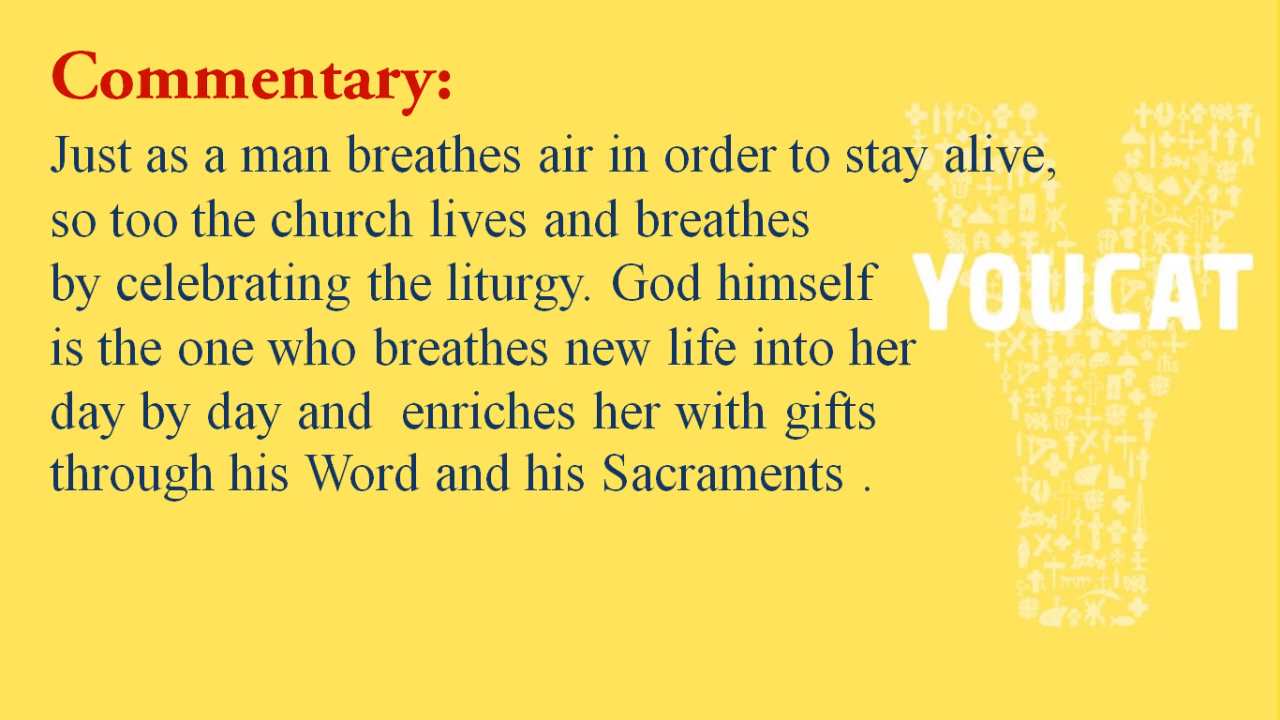 Commentary:
Just as a man breathes air in order to stay alive,
so too the church lives and breathes
by celebrating the liturgy. God himself
is the one who breathes new life into her
day by day and  enriches her with gifts
through his Word and his Sacraments .
YOUCAT